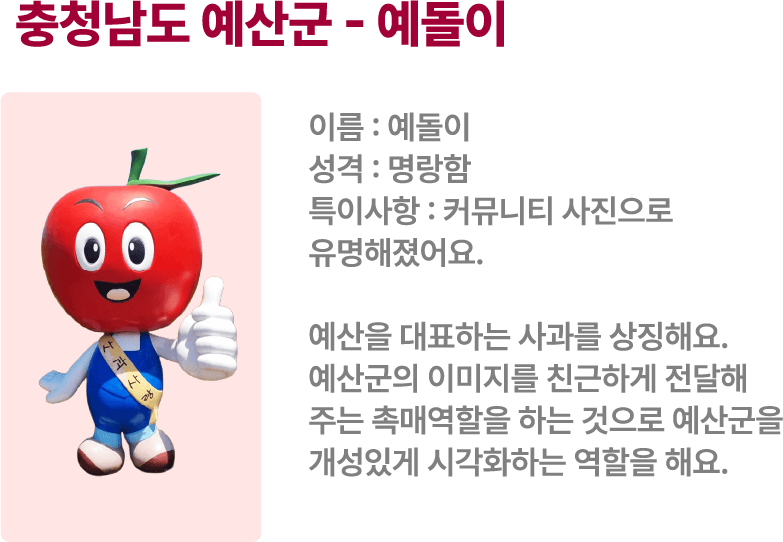 충청남도 예산군 - 예돌이
이름 : 예돌이
성격 : 명랑함
특이사항 : 커뮤니티 사진으로
유명해졌어요.
예산을 대표하는 사과를 상징해요.
예산군의 이미지를 친근하게 전달해
주는 촉매역할을 하는 것으로 예산군을
개성있게 시각화하는 역할을 해요.